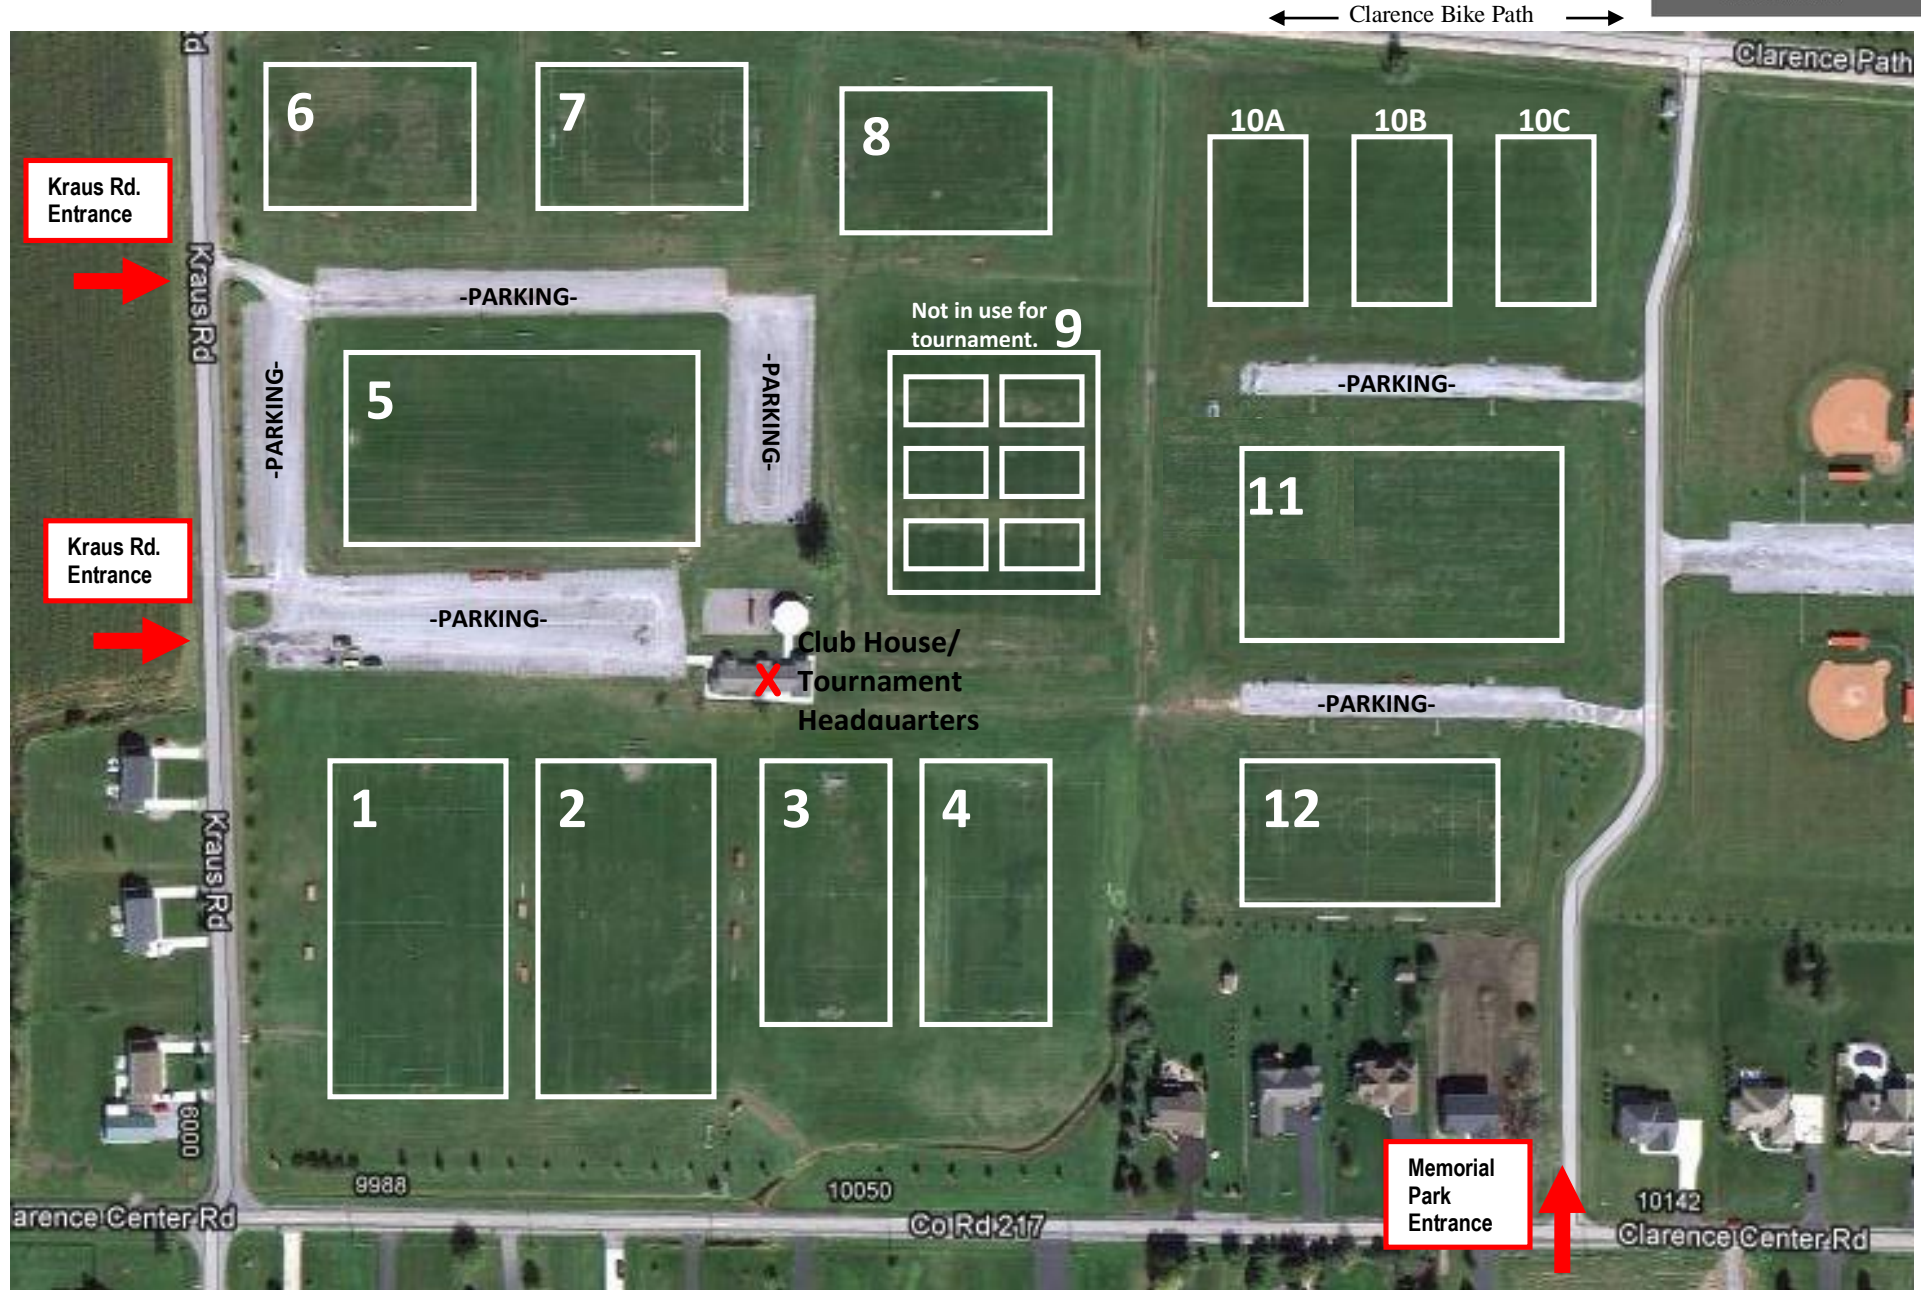 Clarence Bike Path
Rd
Clarence Path
6
7
8
10A
10B
10C
Kraus Rd.
Entrance
Kraus Rd
-PARKING-
Not in use for
tournament.
9
-PARKING-
-PARKING-
-PARKING-
5
11
Kraus Rd.
Entrance
-PARKING-
Club House/
Tournament
Headquarters
X
-PARKING-
1
2
3
4
12
Kraus Rd
6000
9988
10050
Memorial
Park
Entrance
10142
arence Center Rd
Co Rd 217
Clarence Center Rd